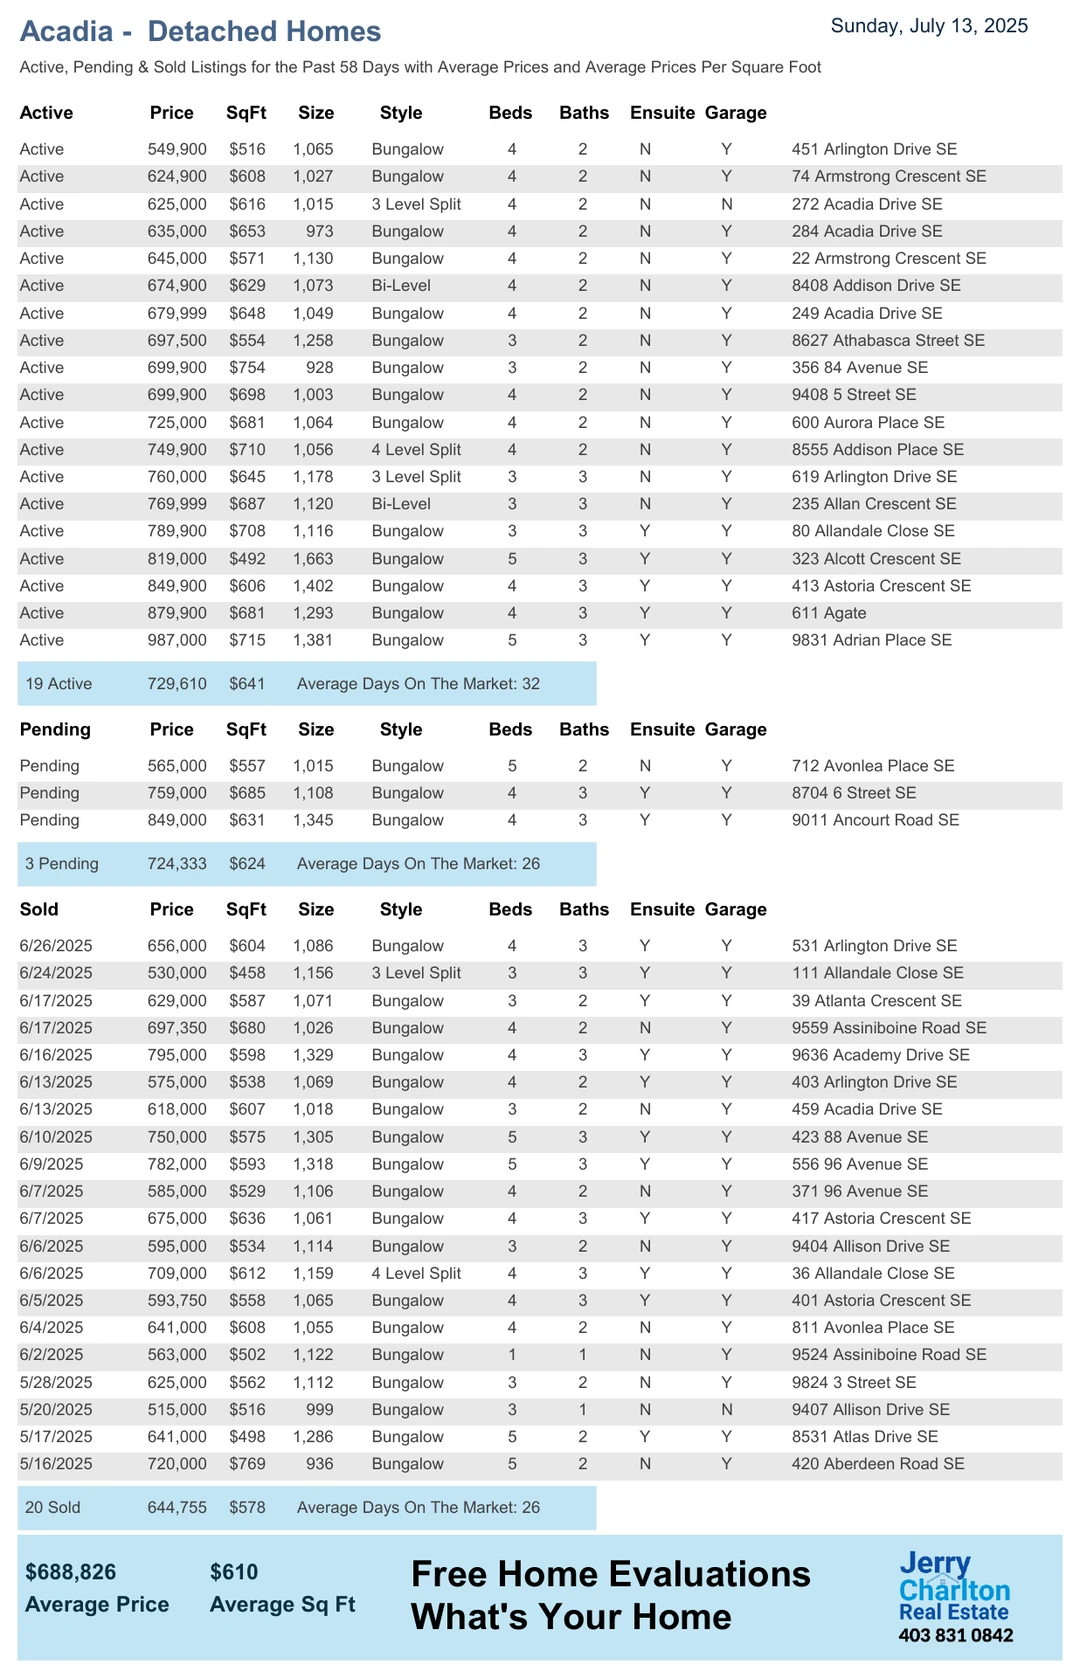 Acadia - Detached Homes
Sunday, July 13, 2025
Active, Pending & Sold Listings for the Past 58 Days with Average Prices and Average Prices Per Square Foot
Active Price SqFt Size Style Beds Baths Ensuite Garage
Active 549,900 $516 1,065 Bungalow 4 2 N Y 451 Arlington Drive SE
Active 624,900 $608 1,027 Bungalow 4 2 N Y 74 Armstrong Crescent SE
Active 625,000 $616 1,015 3 Level Split 4 2 N N 272 Acadia Drive SE
Active 635,000 $653 973 Bungalow 4 2 N Y 284 Acadia Drive SE
Active 645,000 $571 1,130 Bungalow 4 2 N Y 22 Armstrong Crescent SE
Active 674,900 $629 1,073 Bi-Level 4 2 N Y 8408 Addison Drive SE
Active 679,999 $648 1,049 Bungalow 4 2 N Y 249 Acadia Drive SE
Active 697,500 $554 1,258 Bungalow 3 2 N Y 8627 Athabasca Street SE
Active 699,900 $754 928 Bungalow 3 2 N Y 356 84 Avenue SE
Active 699,900 $698 1,003 Bungalow 4 2 N Y 9408 5 Street SE
Active 725,000 $681 1,064 Bungalow 4 2 N Y 600 Aurora Place SE
Active 749,900 $710 1,056 4 Level Split 4 2 N Y 8555 Addison Place SE
Active 760,000 $645 1,178 3 Level Split 3 3 N Y 619 Arlington Drive SE
Active 769,999 $687 1,120 Bi-Level 3 3 N Y 235 Allan Crescent SE
Active 789,900 $708 1,116 Bungalow 3 3 Y Y 80 Allandale Close SE
Active 819,000 $492 1,663 Bungalow 5 3 Y Y 323 Alcott Crescent SE
Active 849,900 $606 1,402 Bungalow 4 3 Y Y 413 Astoria Crescent SE
Active 879,900 $681 1,293 Bungalow 4 3 Y Y 611 Agate
Active 987,000 $715 1,381 Bungalow 5 3 Y Y 9831 Adrian Place SE
19 Active 729,610 $641 Average Days On The Market: 32
Pending Price SqFt Size Style Beds Baths Ensuite Garage
Pending 565,000 $557 1,015 Bungalow 5 2 N Y 712 Avonlea Place SE
Pending 759,000 $685 1,108 Bungalow 4 3 Y Y 8704 6 Street SE
Pending 849,000 $631 1,345 Bungalow 4 3 Y Y 9011 Ancourt Road SE
3 Pending 724,333 $624 Average Days On The Market: 26
Sold Price SqFt Size Style Beds Baths Ensuite Garage
6/26/2025 656,000 $604 1,086 Bungalow 4 3 Y Y 531 Arlington Drive SE
6/24/2025 530,000 $458 1,156 3 Level Split 3 3 Y Y 111 Allandale Close SE
6/17/2025 629,000 $587 1,071 Bungalow 3 2 Y Y 39 Atlanta Crescent SE
6/17/2025 697,350 $680 1,026 Bungalow 4 2 N Y 9559 Assiniboine Road SE
6/16/2025 795,000 $598 1,329 Bungalow 4 3 Y Y 9636 Academy Drive SE
6/13/2025 575,000 $538 1,069 Bungalow 4 2 Y Y 403 Arlington Drive SE
6/13/2025 618,000 $607 1,018 Bungalow 3 2 N Y 459 Acadia Drive SE
6/10/2025 750,000 $575 1,305 Bungalow 5 3 Y Y 423 88 Avenue SE
6/9/2025 782,000 $593 1,318 Bungalow 5 3 Y Y 556 96 Avenue SE
6/7/2025 585,000 $529 1,106 Bungalow 4 2 N Y 371 96 Avenue SE
6/7/2025 675,000 $636 1,061 Bungalow 4 3 Y Y 417 Astoria Crescent SE
6/6/2025 595,000 $534 1,114 Bungalow 3 2 N Y 9404 Allison Drive SE
6/6/2025 709,000 $612 1,159 4 Level Split 4 3 Y Y 36 Allandale Close SE
6/5/2025 593,750 $558 1,065 Bungalow 4 3 Y Y 401 Astoria Crescent SE
6/4/2025 641,000 $608 1,055 Bungalow 4 2 N Y 811 Avonlea Place SE
6/2/2025 563,000 $502 1,122 Bungalow 1 1 N Y 9524 Assiniboine Road SE
5/28/2025 625,000 $562 1,112 Bungalow 3 2 N Y 9824 3 Street SE
5/20/2025 515,000 $516 999 Bungalow 3 1 N N 9407 Allison Drive SE
5/17/2025 641,000 $498 1,286 Bungalow 5 2 Y Y 8531 Atlas Drive SE
5/16/2025 720,000 $769 936 Bungalow 5 2 N Y 420 Aberdeen Road SE
20 Sold 644,755 $578 Average Days On The Market: 26
$688,826 $610
Average Price Average Sq Ft
Free Home Evaluations
What's Your Home
Jerry
Charlton
Real Estate
403 831 0842